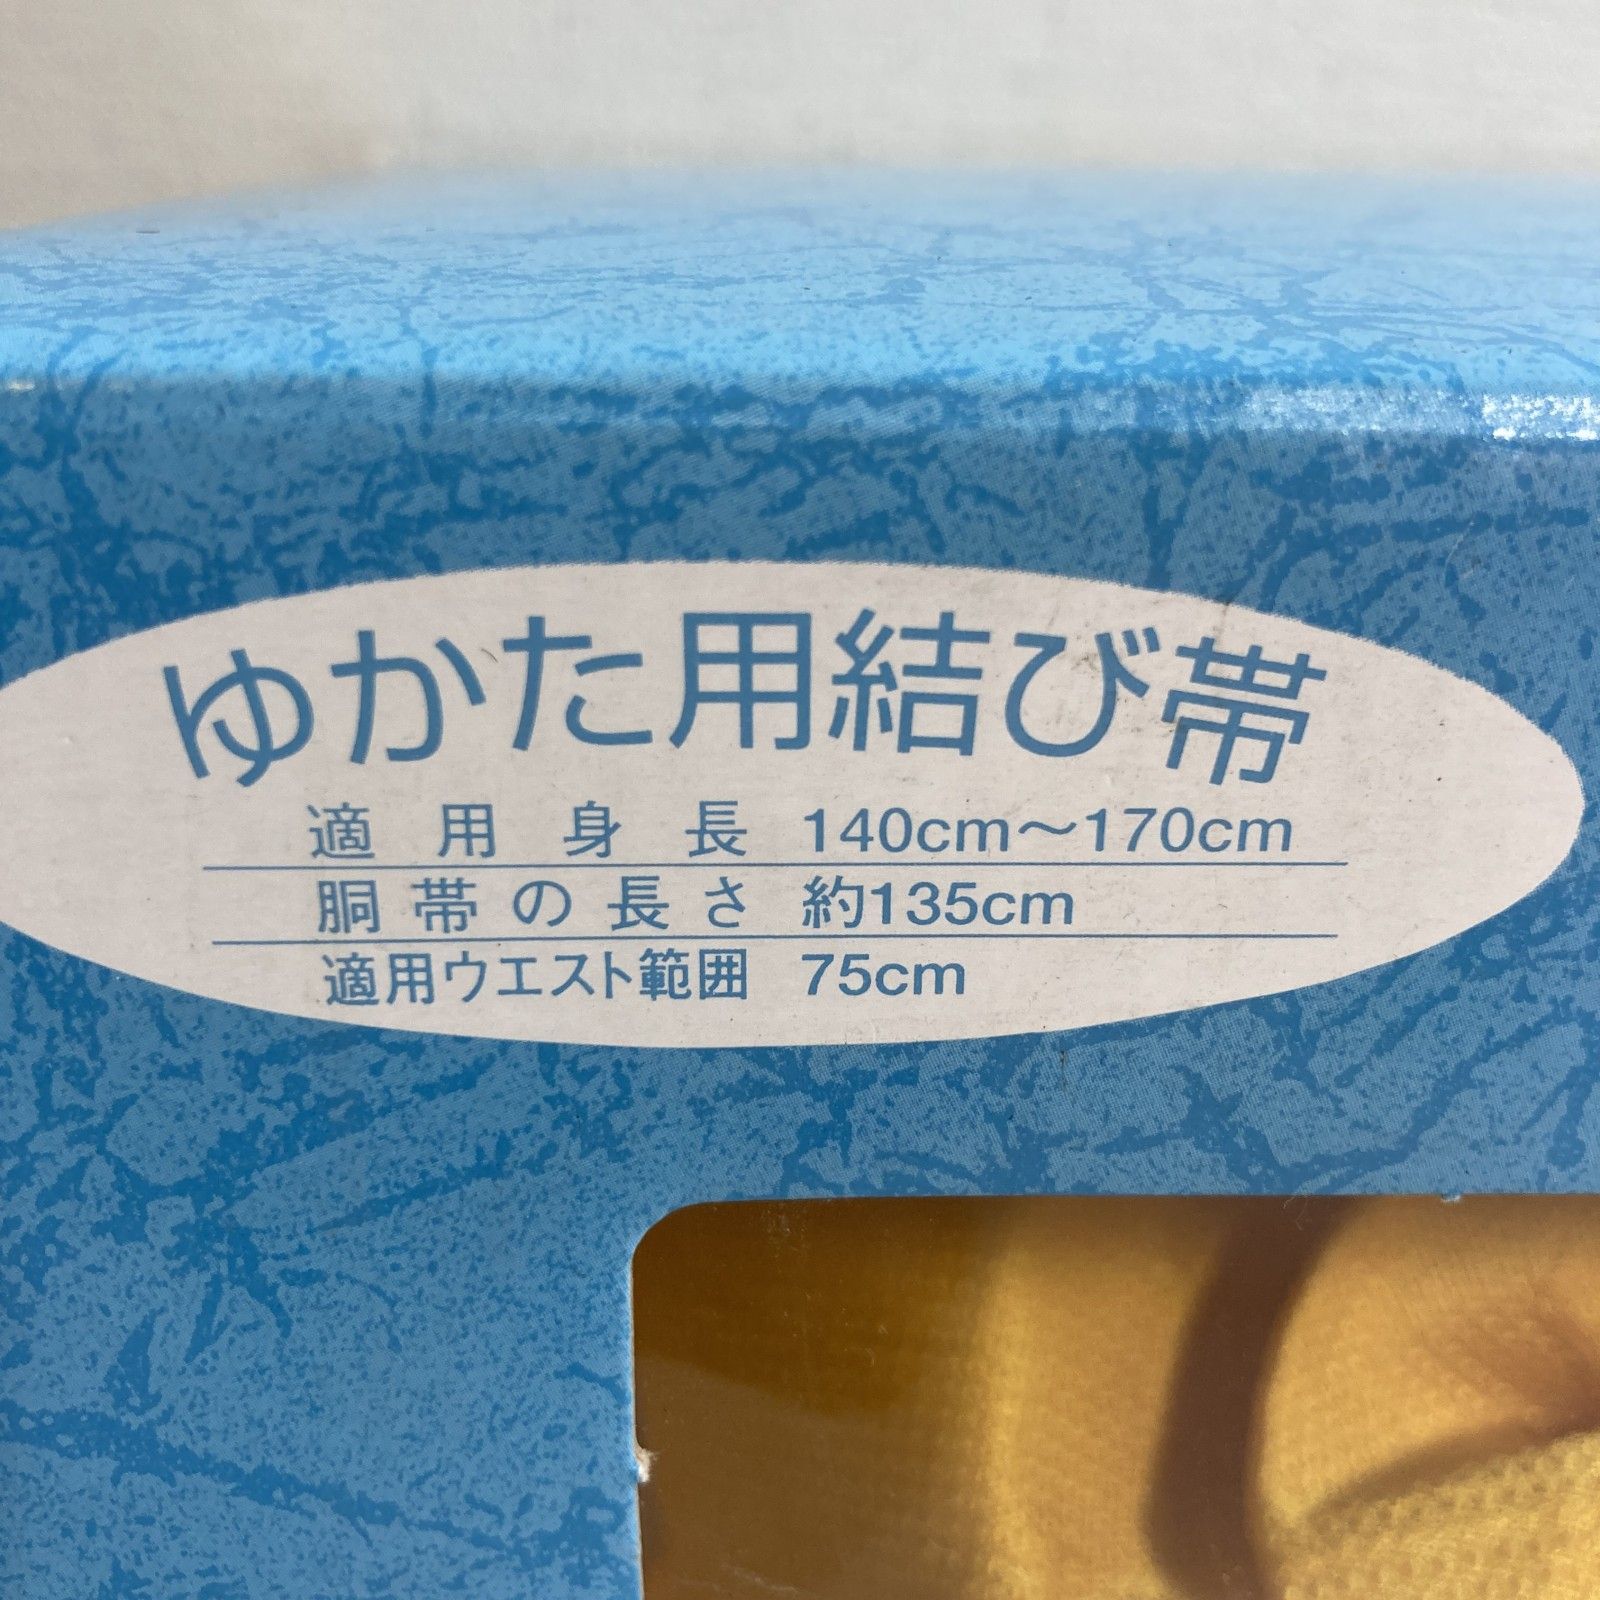 ゆかた用結び帯
適用身長 140cm〜170cm
胴帯の長さ 約135cm
適用ウエスト範囲 75cm